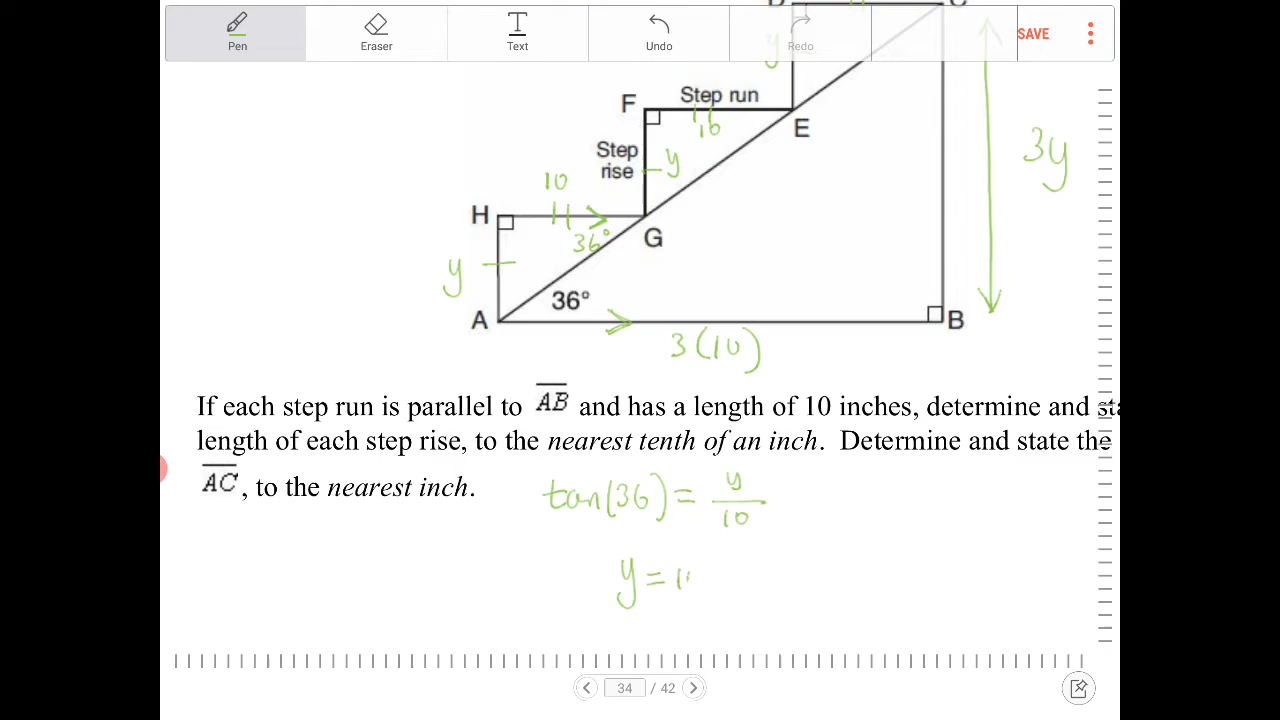 Pen Eraser Text Undo Redo SAVE
D C
y
F Step run
16
E
Step
rise y
3y
10
H
36°
G
y
36°
A B
3(10)
If each step run is parallel to AB and has a length of 10 inches, determine and sta
length of each step rise, to the nearest tenth of an inch. Determine and state the
AC, to the nearest inch.
tan(36) = y/10
y =
34 / 42